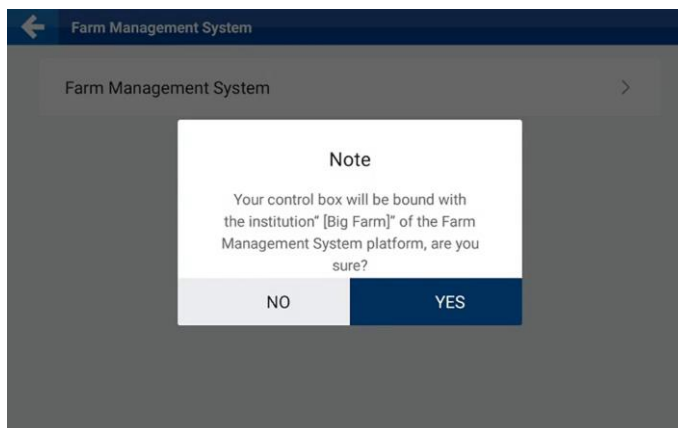 Farm Management System
Farm Management System
Note
Your control box will be bound with
the institution“ [Big Farm]” of the Farm
Management System platform, are you
sure?
NO
YES